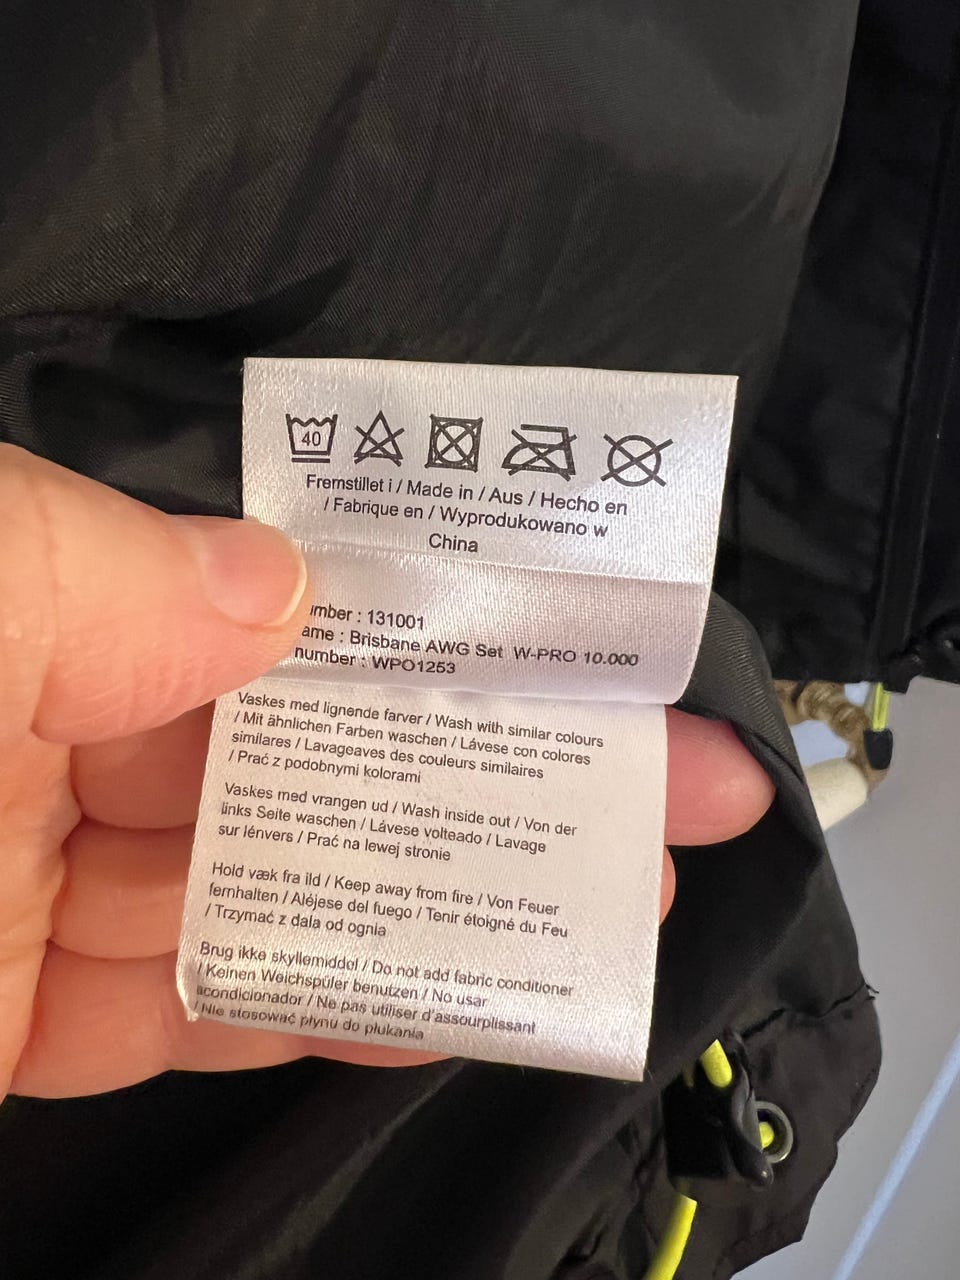 40
Fremstillet i / Made in / Aus / Hecho en
/ Fabrique en / Wyprodukowano w
China
: 131001
: Brisbane AWG Set W-PRO 10.000
number : WPO1253
Vaskes med lignende farver / Wash with similar colours
/ Mit ähnlichen Farben waschen / Lávese con colores
similares / Lavageaves des couleurs similaires
/ Prać z podobnymi kolorami
Vaskes med vrangen ud / Wash inside out / Von der
links Seite waschen / Lávese volteado / Lavage
sur lénvers / Prać na lewej stronie
Hold væk fra ild / Keep away from fire / Von Feuer
fernhalten / Aléjese del fuego / Tenir étoigné du Feu
/ Trzymać z dala od ognia
Brug ikke skyllemiddel / Do not add fabric conditioner
/ Keinen Weichspüler benutzen / No usar
acondicionador / Ne pas utiliser d'assourplissant
/ Nie stosować płynu do płukania